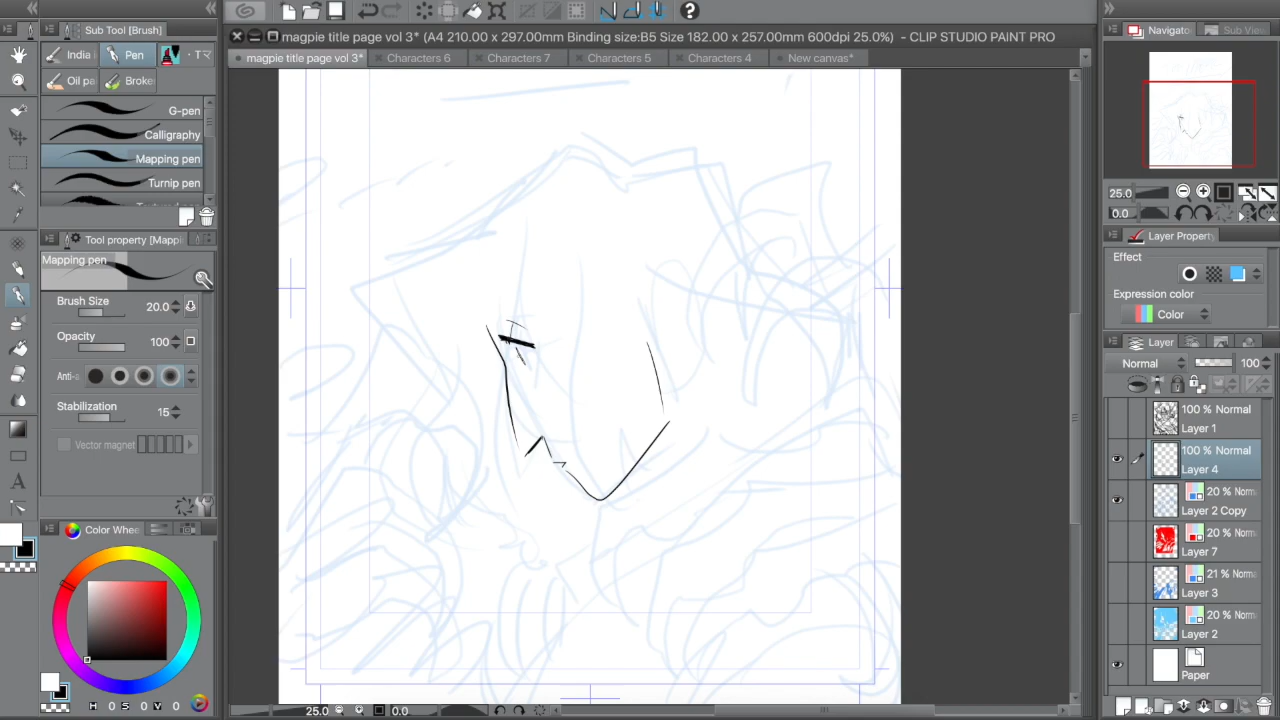 Sub Tool [Brush]
magpie title page vol 3* (A4 210.00 x 297.00mm Binding size:B5 Size 182.00 x 257.00mm 600dpi 25.0%) - CLIP STUDIO PAINT PRO
Navigato
Sub View
India
Pen
Tマ
magpie title page vol 3*
Characters 6
Characters 7
Characters 5
Characters 4
New canvas*
Oil pa
Broke
G-pen
Calligraphy
Mapping pen
Turnip pen
25.0
0.0
Tool property [Mappi
Layer Property
Mapping pen
Effect
Brush Size
20.0
Expression color
Color
Opacity
100
Layer
Anti-a
Normal
100
Stabilization
15
100 % Normal
Layer 1
Vector magnet
100 % Normal
Layer 4
A
20 % Norm
Layer 2 Copy
Color Whee
20 % Norm
Layer 7
21 % Norm
Layer 3
20 % Norm
Layer 2
Paper
H 0 S 0 V 0
25.0
0.0